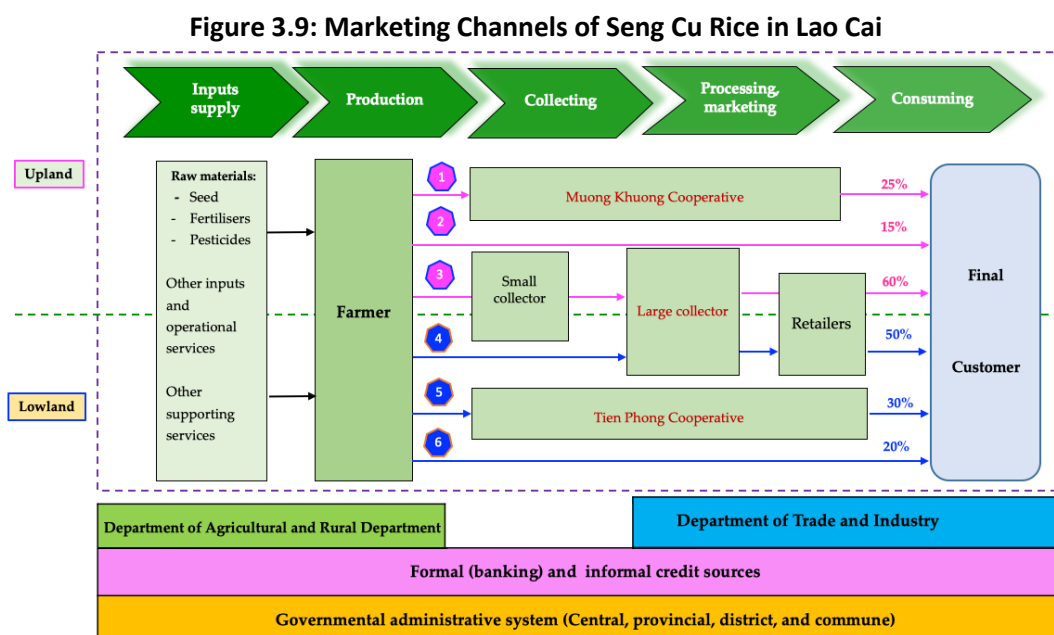 Figure 3.9: Marketing Channels of Seng Cu Rice in Lao Cai
Inputs
supply
Production
Collecting
Processing,
marketing
Consuming
Upland
Lowland
Raw materials:
- Seed
- Fertilisers
- Pesticides
Other inputs
and
operational
services
Other
supporting
services
Farmer
1
Muong Khuong Cooperative
25%
2
15%
3
Small
collector
Large collector
Retailers
60%
4
50%
5
Tien Phong Cooperative
30%
6
20%
Final
Customer
Department of Agricultural and Rural Department
Department of Trade and Industry
Formal (banking) and informal credit sources
Governmental administrative system (Central, provincial, district, and commune)